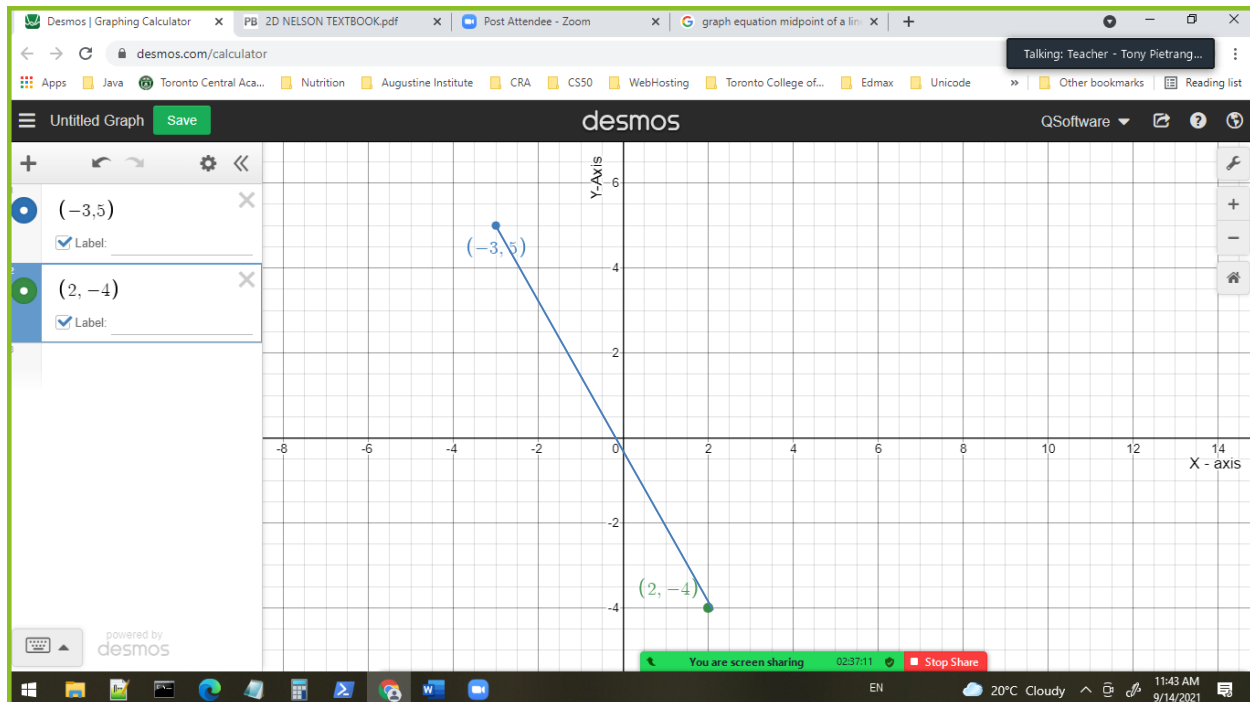 Desmos | Graphing Calculator
PB 2D NELSON TEXTBOOK.pdf
Post Attendee - Zoom
G graph equation midpoint of a lin
desmos.com/calculator
Talking: Teacher - Tony Pietrang...
Apps Java Toronto Central Aca... Nutrition Augustine Institute CRA CS50 WebHosting Toronto College of... Edmax Unicode » Other bookmarks Reading list
Untitled Graph Save desmos QSoftware
(−3,5)
Label:
2
(2, −4)
Label:
3
powered by
desmos
Y-Axis
6
(−3, 5)
4
2
-8 -6 -4 -2 0 2 4 6 8 10 12 14
X - axis
-2
(2, −4)
-4
You are screen sharing 02:37:11 Stop Share
EN 20°C Cloudy 11:43 AM
9/14/2021